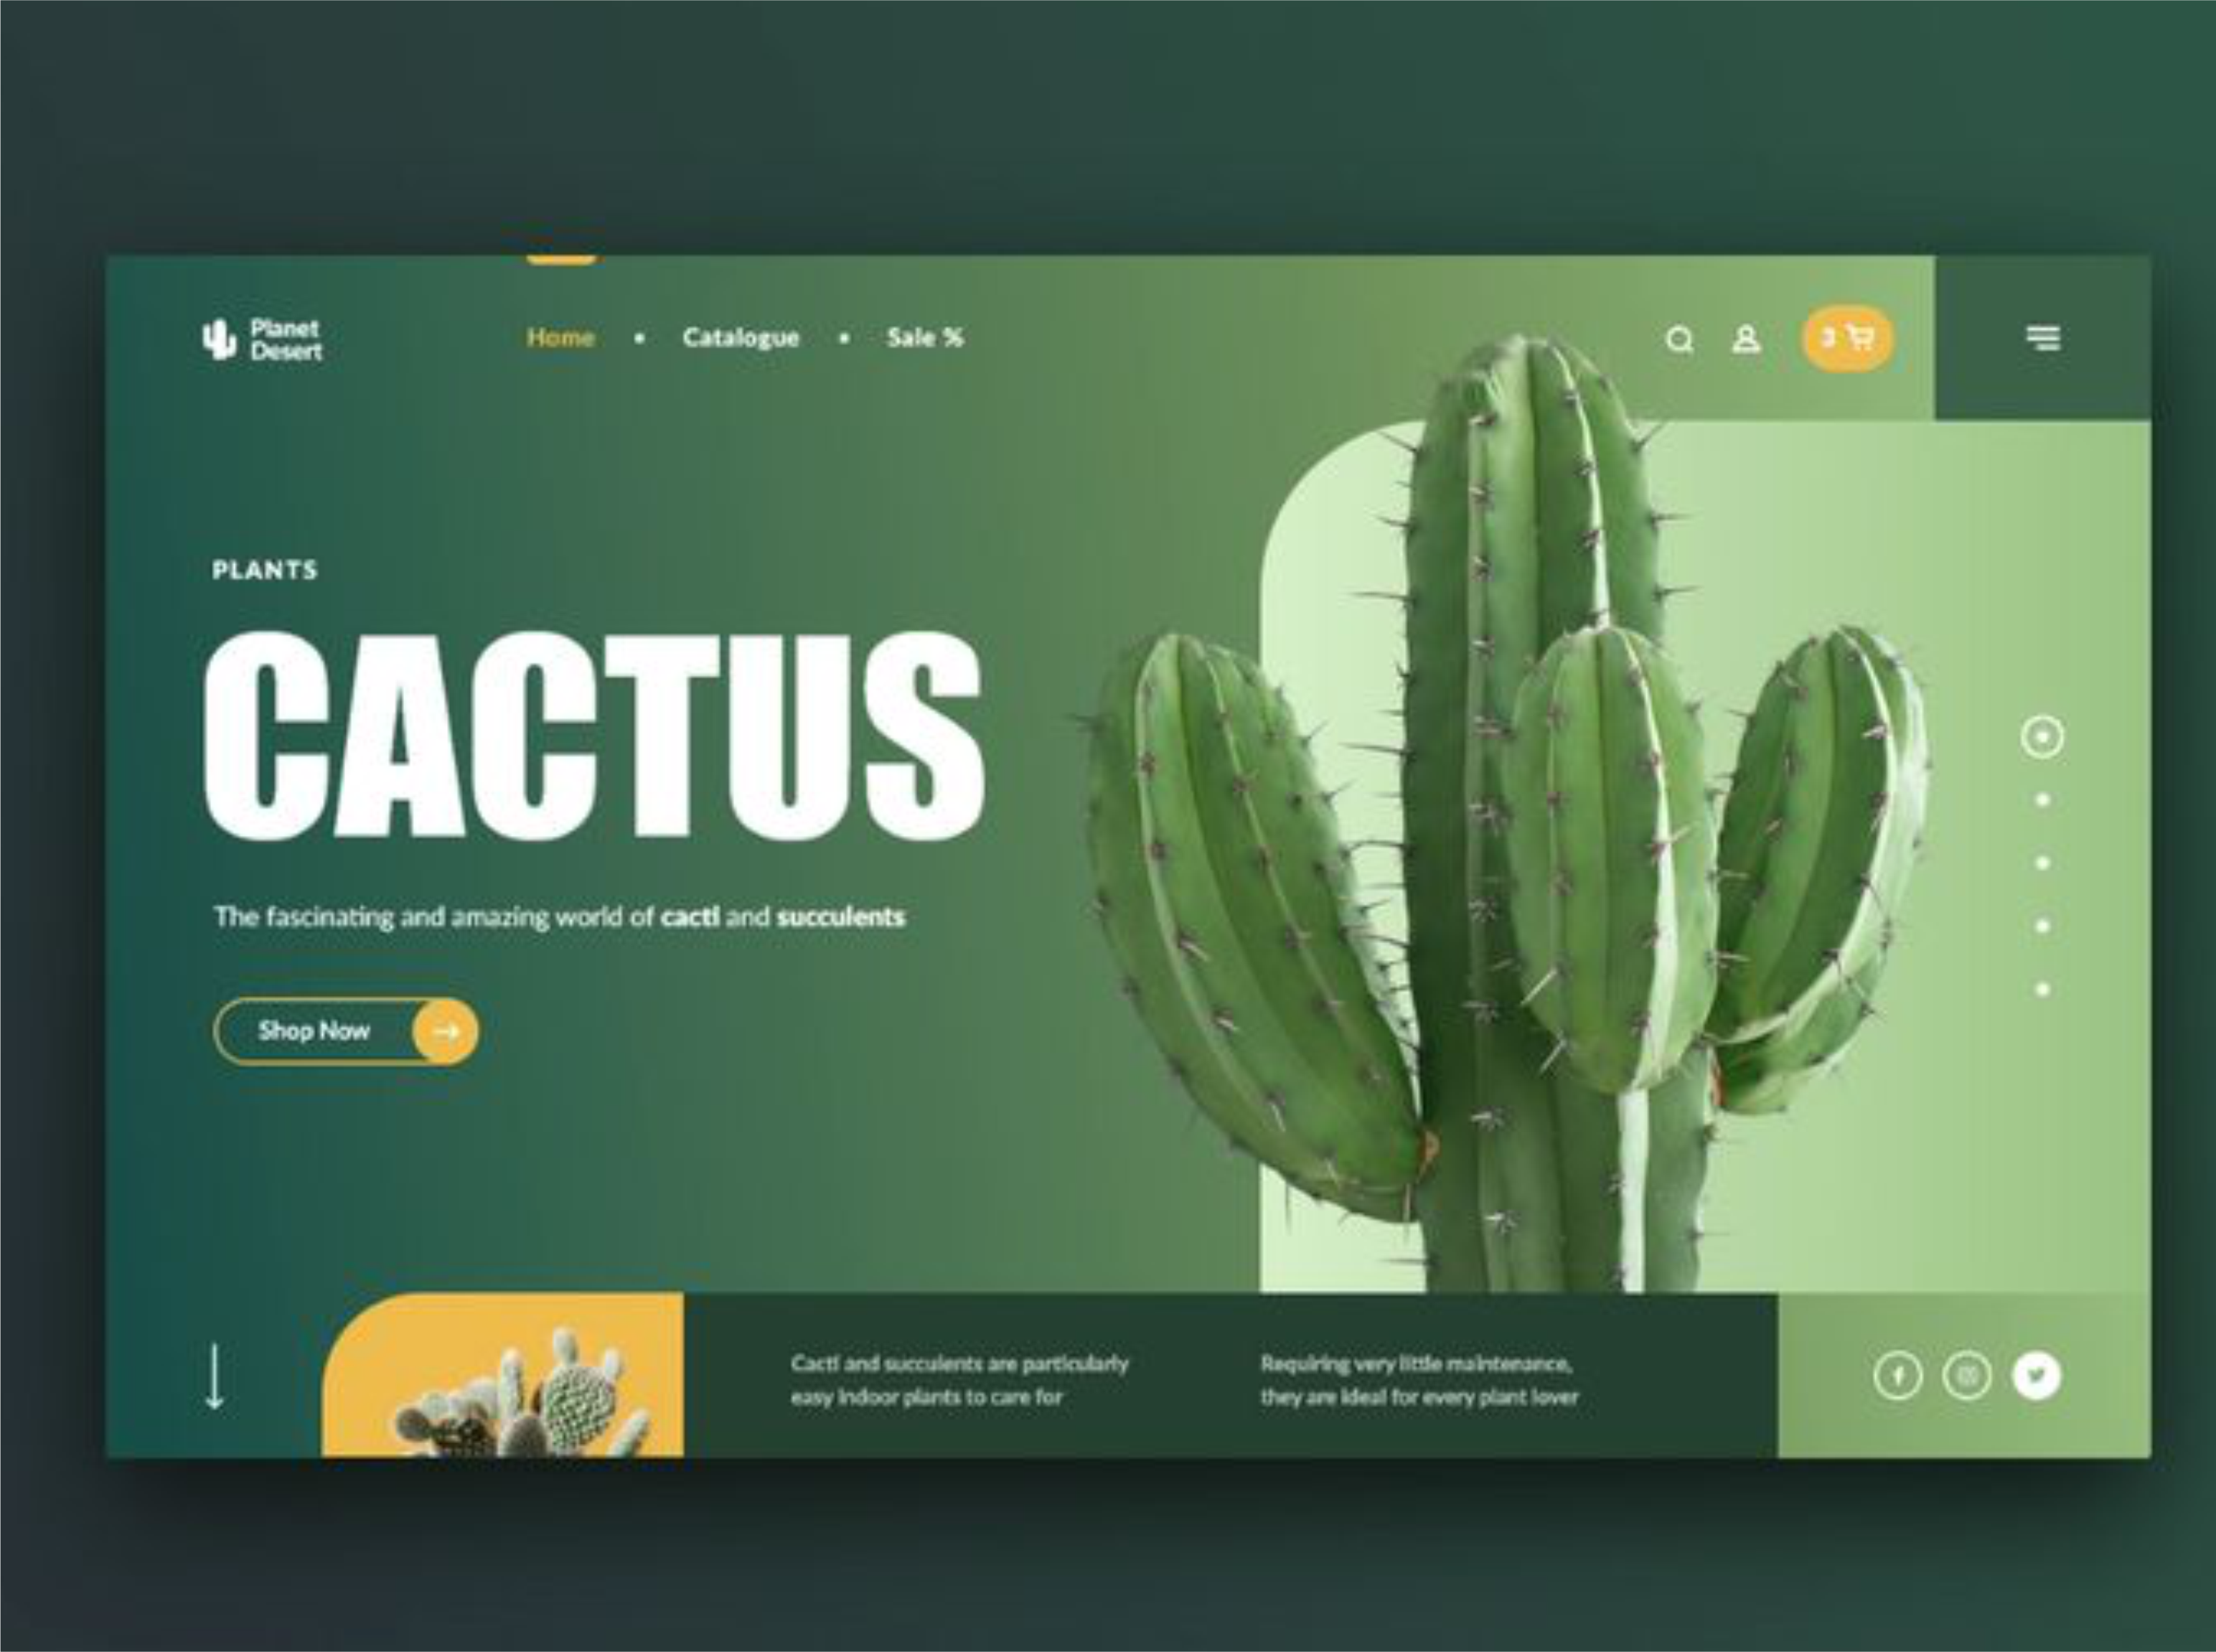 Planet
Desert
Home • Catalogue • Sale %
3
PLANTS
CACTUS
The fascinating and amazing world of cacti and succulents
Shop Now
Cacti and succulents are particularly
easy indoor plants to care for
Requiring very little maintenance,
they are ideal for every plant lover